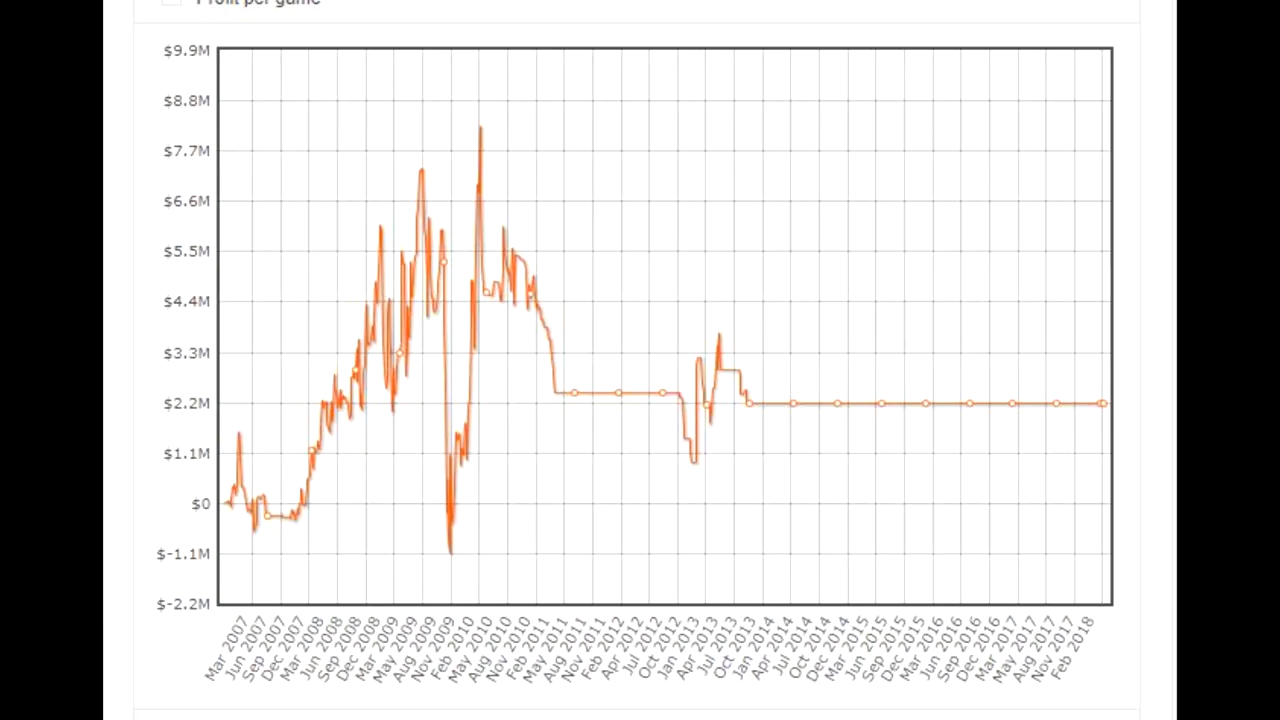 Profit per game
$9.9M
$8.8M
$7.7M
$6.6M
$5.5M
$4.4M
$3.3M
$2.2M
$1.1M
$0
$-1.1M
$-2.2M
Mar 2007
Jun 2007
Sep 2007
Dec 2007
Mar 2008
Jun 2008
Sep 2008
Dec 2008
Mar 2009
May 2009
Aug 2009
Nov 2009
Feb 2010
May 2010
Aug 2010
Nov 2010
Feb 2011
May 2011
Aug 2011
Nov 2011
Feb 2012
Apr 2012
Jul 2012
Oct 2012
Jan 2013
Apr 2013
Jul 2013
Oct 2013
Jan 2014
Apr 2014
Jul 2014
Oct 2014
Dec 2014
Mar 2015
Jun 2015
Sep 2015
Dec 2015
Mar 2016
Jun 2016
Sep 2016
Dec 2016
Mar 2017
May 2017
Aug 2017
Nov 2017
Feb 2018